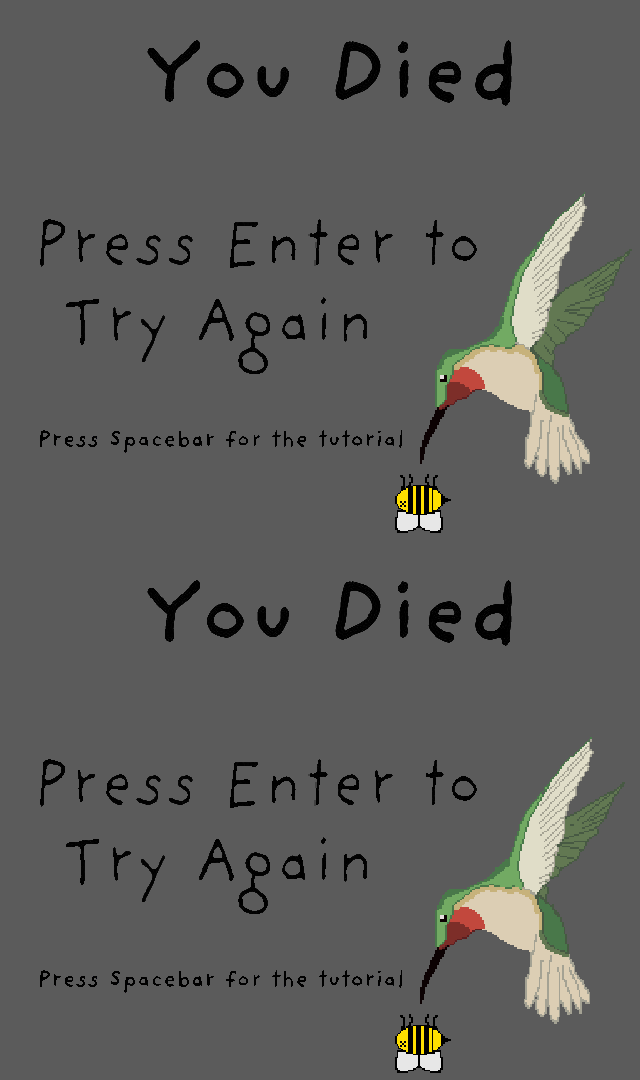 You Died
Press Enter to
Try Again
Press Spacebar for the tutorial
You Died
Press Enter to
Try Again
Press Spacebar for the tutorial